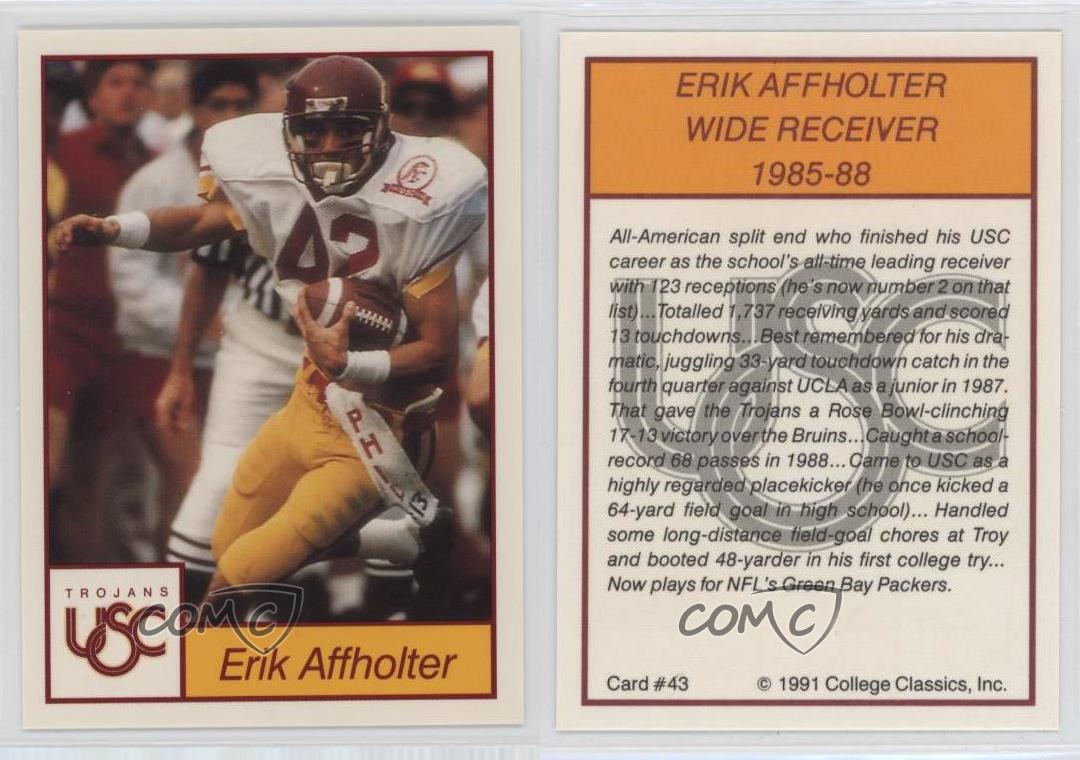 42
PHIL
13
TROJANS
USC
Erik Affholter
COMC
ERIK AFFHOLTER
WIDE RECEIVER
1985-88
All-American split end who finished his USC
career as the school's all-time leading receiver
with 123 receptions (he's now number 2 on that
list)...Totalled 1,737 receiving yards and scored
13 touchdowns...Best remembered for his dra-
matic, juggling 33-yard touchdown catch in the
fourth quarter against UCLA as a junior in 1987.
That gave the Trojans a Rose Bowl-clinching
17-13 victory over the Bruins...Caught a school-
record 68 passes in 1988...Came to USC as a
highly regarded placekicker (he once kicked a
64-yard field goal in high school)... Handled
some long-distance field-goal chores at Troy
and booted 48-yarder in his first college try...
Now plays for NFL's Green Bay Packers.
USC
COMC
Card #43 © 1991 College Classics, Inc.